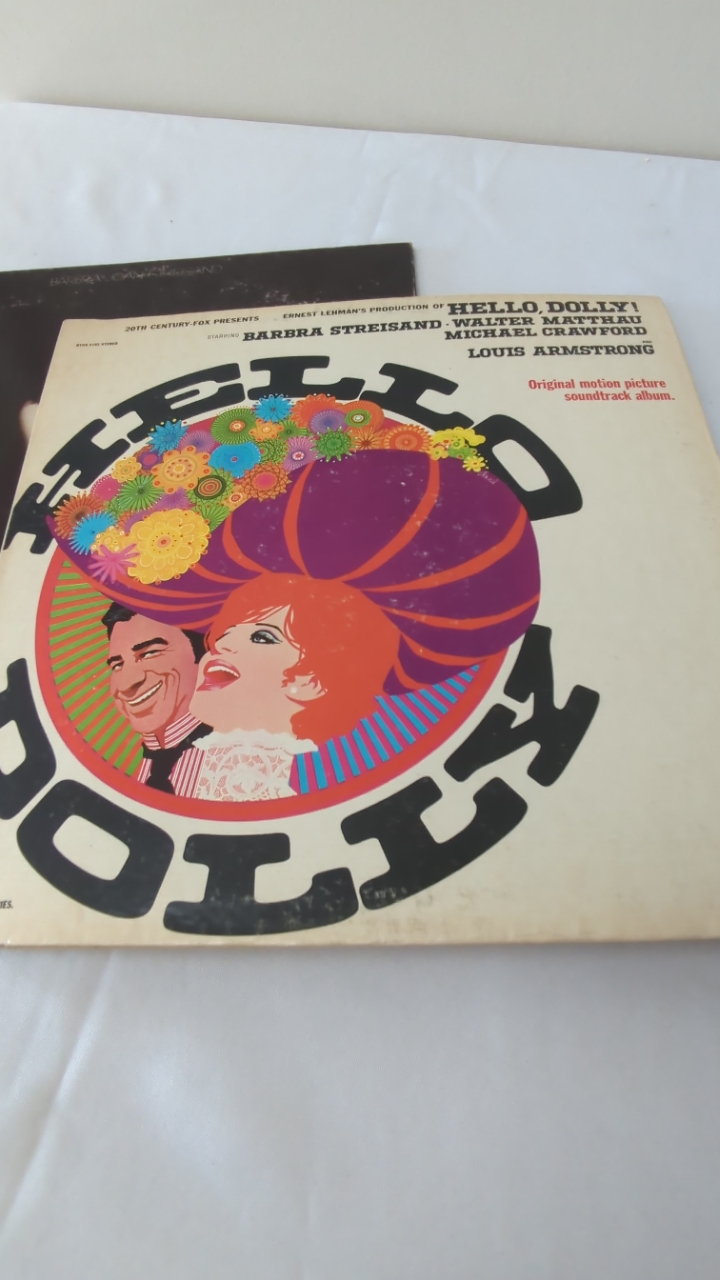 20TH CENTURY-FOX PRESENTS ERNEST LEHMAN'S PRODUCTION OF HELLO, DOLLY!
STARRING BARBRA STREISAND · WALTER MATTHAU
MICHAEL CRAWFORD
LOUIS ARMSTRONG
Original motion picture
soundtrack album.
HELLO
DOLLY